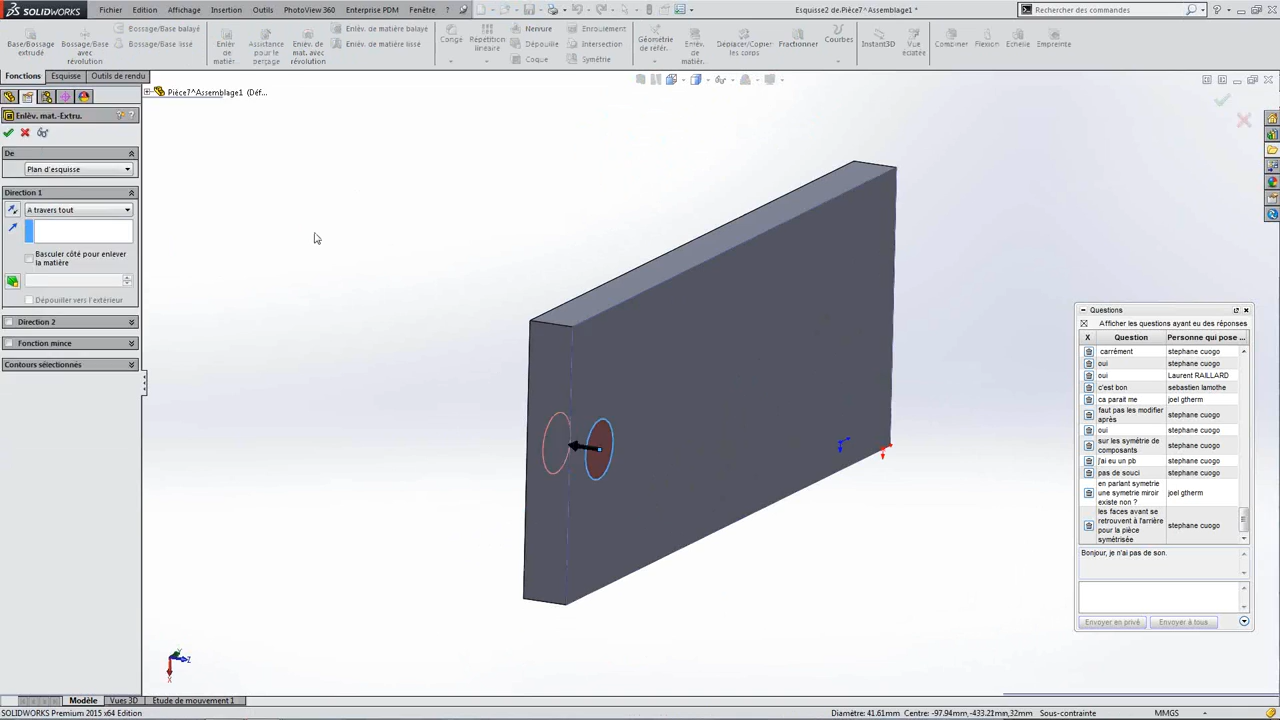 SOLIDWORKS
Fichier Edition Affichage Insertion Outils PhotoView 360 Enterprise PDM Fenêtre ?
Esquisse2 de Pièce7^Assemblage1 *
Rechercher des commandes
Base/Bossage extrudé
Bossage/Base avec révolution
Bossage/Base balayé
Bossage/Base lissé
Enlèv de matiér.
Assistance pour le perçage
Enlèv. de mat. avec révolution
Enlèv. de matière balayé
Enlèv. de matière lissé
Congé
Répétition linéaire
Nervure
Dépouille
Coque
Enroulement
Intersection
Symétrie
Géométrie de référ...
Enlèv. de mat...
Déplacer/Copier les corps
Fractionner
Courbes
Instant3D
Vue éclatée
Combiner
Flexion
Echelle
Empreinte
Fonctions Esquisse Outils de rendu
Pièce7^Assemblage1 (Déf...
Enlèv. mat.-Extru.
De
Plan d'esquisse
Direction 1
A travers tout
Basculer côté pour enlever
la matière
Dépouiller vers l'extérieur
Direction 2
Fonction mince
Contours sélectionnés
Questions
Afficher les questions ayant eu des réponses
X Question Personne qui pose ...
carrément stephane cuogo
oui stephane cuogo
oui Laurent RAILLARD
c'est bon sebastien lamothe
ca parait me joel gtherm
faut pas les modifier
après stephane cuogo
oui stephane cuogo
sur les symétrie de
composants stephane cuogo
j'ai eu un pb stephane cuogo
pas de souci stephane cuogo
en parlant symetrie
une symetrie miroir
existe non ? joel gtherm
les faces avant se
retrouvent à l'arrière
pour la pièce
symétrisée stephane cuogo
Bonjour, je n'ai pas de son.
Envoyer en privé Envoyer à tous
Z
X
Modèle Vues 3D Etude de mouvement 1
SOLIDWORKS Premium 2015 x64 Edition
Diamètre: 41.61mm Centre: -97.94mm,-433.21mm,32mm Sous-contrainte MMGS